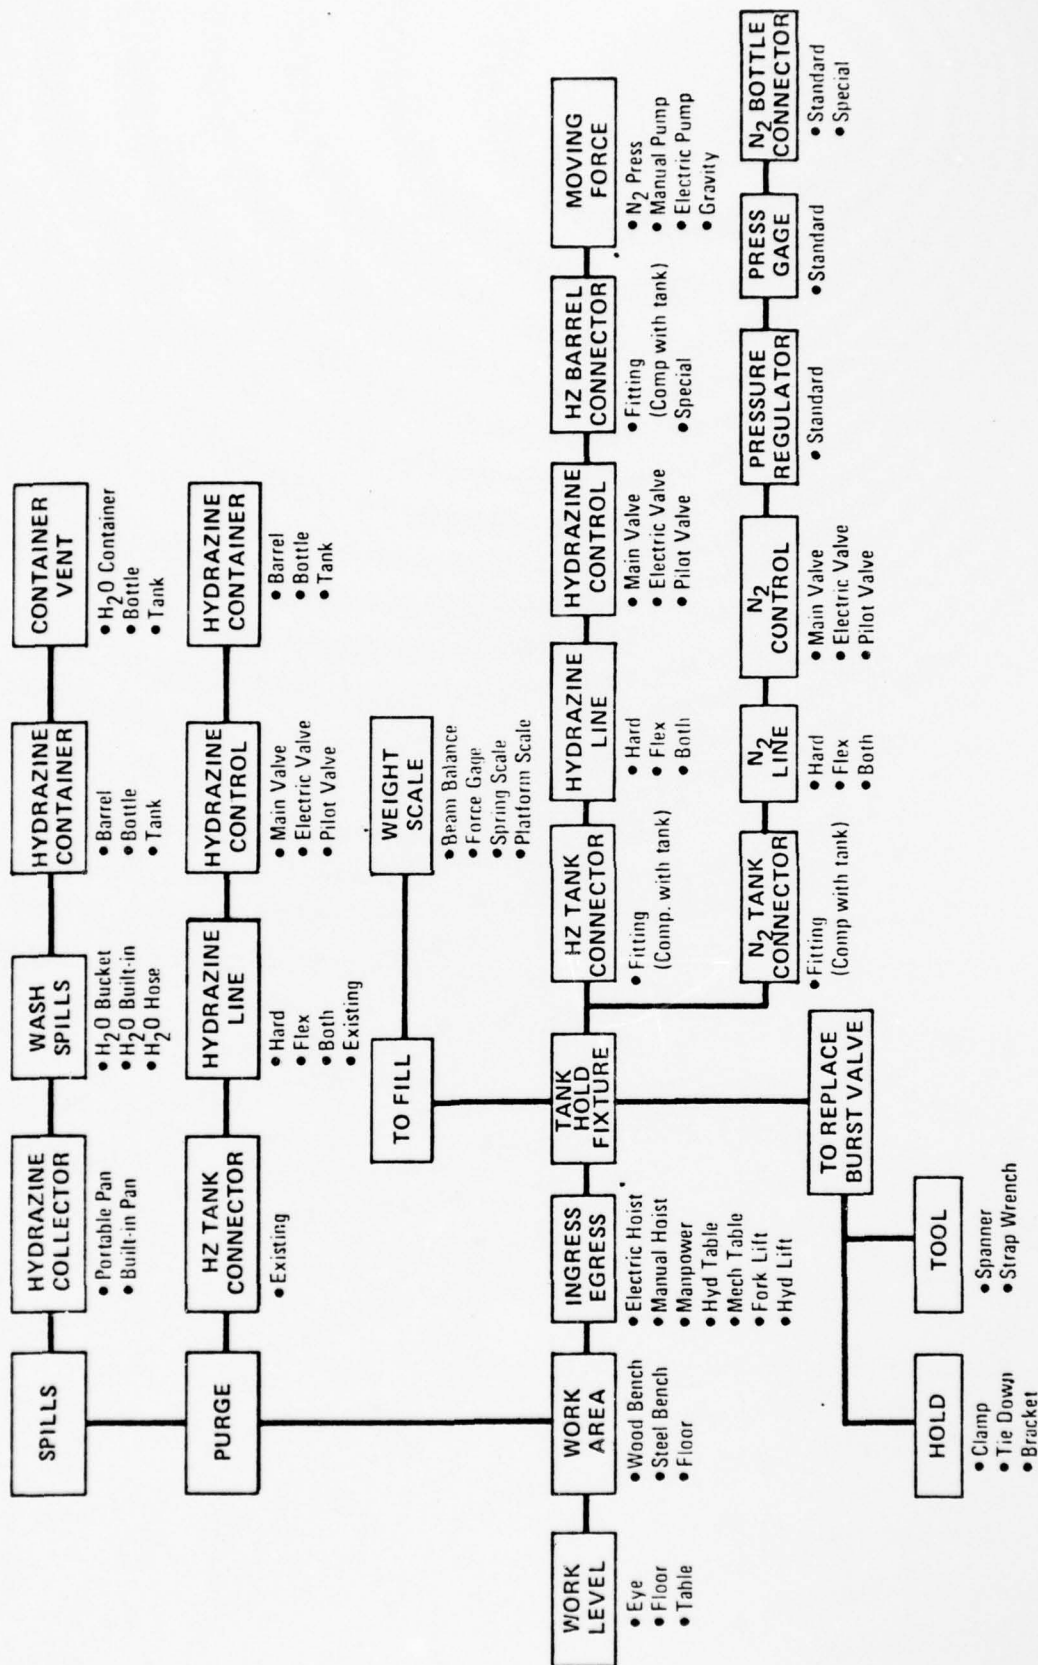 SPILLS
HYDRAZINE
COLLECTOR
• Portable Pan
• Built-in Pan
WASH
SPILLS
• H2O Bucket
• H2O Built-in
• H2O Hose
HYDRAZINE
CONTAINER
• Barrel
• Bottle
• Tank
CONTAINER
VENT
• H2O Container
• Bottle
• Tank
PURGE
HZ TANK
CONNECTOR
• Existing
HYDRAZINE
LINE
• Hard
• Flex
• Both
• Existing
HYDRAZINE
CONTROL
• Main Valve
• Electric Valve
• Pilot Valve
HYDRAZINE
CONTAINER
• Barrel
• Bottle
• Tank
TO FILL
WEIGHT
SCALE
• Beam Balance
• Force Gage
• Spring Scale
• Platform Scale
WORK
LEVEL
• Eye
• Floor
• Table
WORK
AREA
• Wood Bench
• Steel Bench
• Floor
INGRESS
EGRESS
• Electric Hoist
• Manual Hoist
• Manpower
• Hyd Table
• Mech Table
• Fork Lift
• Hyd Lift
TANK
HOLD
FIXTURE
HZ TANK
CONNECTOR
• Fitting
(Comp. with tank)
HYDRAZINE
LINE
• Hard
• Flex
• Both
HYDRAZINE
CONTROL
• Main Valve
• Electric Valve
• Pilot Valve
HZ BARREL
CONNECTOR
• Fitting
(Comp with tank)
• Special
MOVING
FORCE
• N2 Press
• Manual Pump
• Electric Pump
• Gravity
N2 TANK
CONNECTOR
• Fitting
(Comp with tank)
N2
LINE
• Hard
• Flex
• Both
N2
CONTROL
• Main Valve
• Electric Valve
• Pilot Valve
PRESSURE
REGULATOR
• Standard
PRESS
GAGE
• Standard
N2 BOTTLE
CONNECTOR
• Standard
• Special
TO REPLACE
BURST VALVE
HOLD
• Clamp
• Tie Down
• Bracket
TOOL
• Spanner
• Strap Wrench